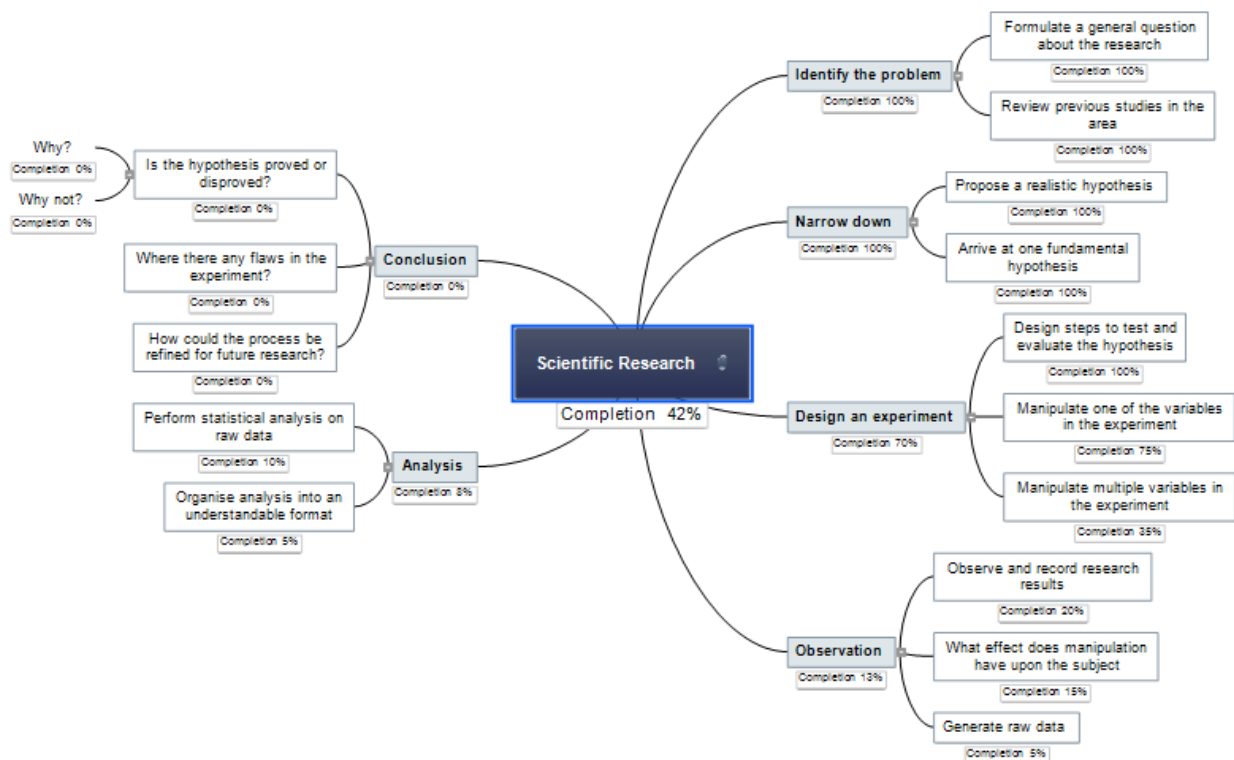 Scientific Research
Completion 42%
Identify the problem
Completion 100%
Formulate a general question
about the research
Completion 100%
Review previous studies in the
area
Completion 100%
Narrow down
Completion 100%
Propose a realistic hypothesis
Completion 100%
Arrive at one fundamental
hypothesis
Completion 100%
Design an experiment
Completion 70%
Design steps to test and
evaluate the hypothesis
Completion 100%
Manipulate one of the variables
in the experiment
Completion 75%
Manipulate multiple variables in
the experiment
Completion 35%
Observation
Completion 13%
Observe and record research
results
Completion 20%
What effect does manipulation
have upon the subject
Completion 15%
Generate raw data
Completion 5%
Analysis
Completion 8%
Perform statistical analysis on
raw data
Completion 10%
Organise analysis into an
understandable format
Completion 5%
Conclusion
Completion 0%
Is the hypothesis proved or
disproved?
Completion 0%
Why?
Completion 0%
Why not?
Completion 0%
Where there any flaws in the
experiment?
Completion 0%
How could the process be
refined for future research?
Completion 0%